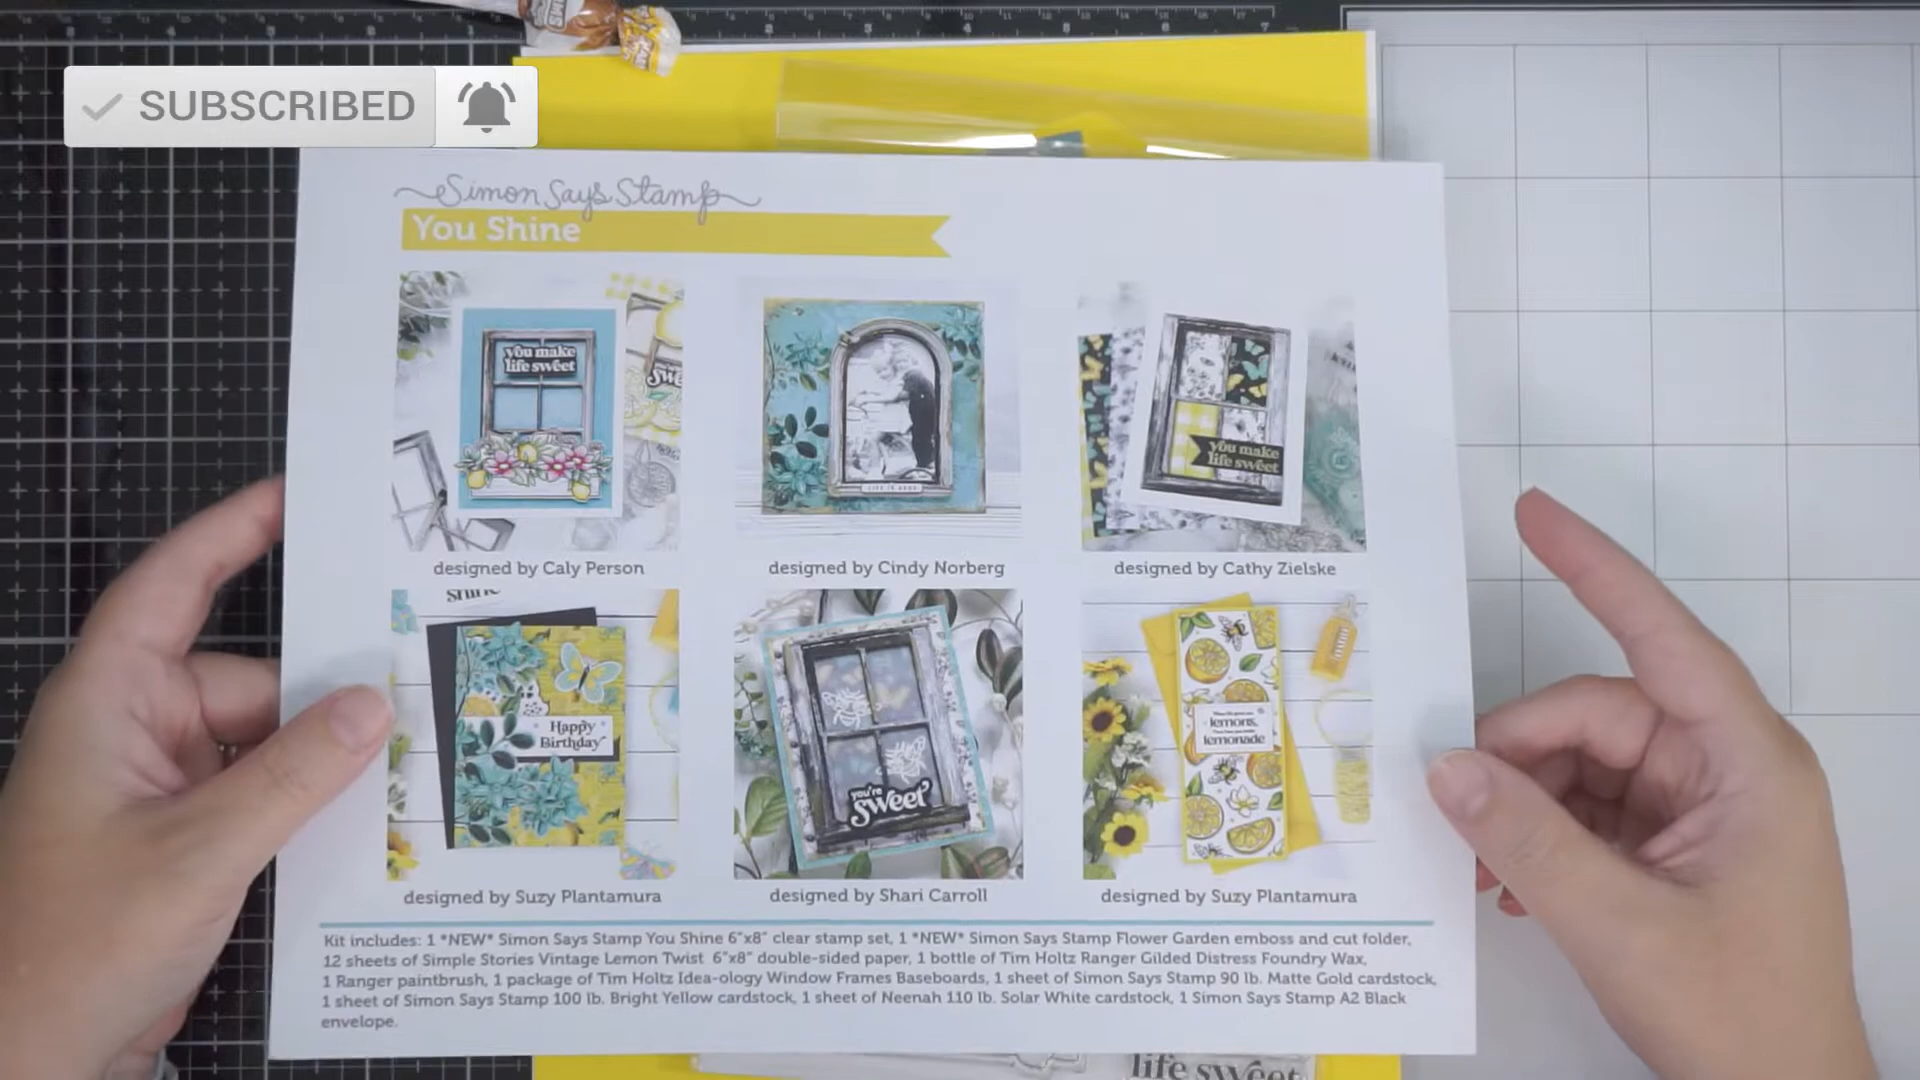 SUBSCRIBED
Simon Says Stamp
You Shine
you make
life sweet
You make
life sweet
designed by Caly Person
designed by Cindy Norberg
designed by Cathy Zielske
shine
Happy
Birthday
you're
sweet
lemons,
lemonade
designed by Suzy Plantamura
designed by Shari Carroll
designed by Suzy Plantamura
Kit includes: 1 *NEW* Simon Says Stamp You Shine 6"x8" clear stamp set, 1 *NEW* Simon Says Stamp Flower Garden emboss and cut folder,
12 sheets of Simple Stories Vintage Lemon Twist 6"x8" double-sided paper, 1 bottle of Tim Holtz Ranger Gilded Distress Foundry Wax,
1 Ranger paintbrush, 1 package of Tim Holtz Idea-ology Window Frames Baseboards, 1 sheet of Simon Says Stamp 90 lb. Matte Gold cardstock,
1 sheet of Simon Says Stamp 100 lb. Bright Yellow cardstock, 1 sheet of Neenah 110 lb. Solar White cardstock, 1 Simon Says Stamp A2 Black
envelope.
life sweet